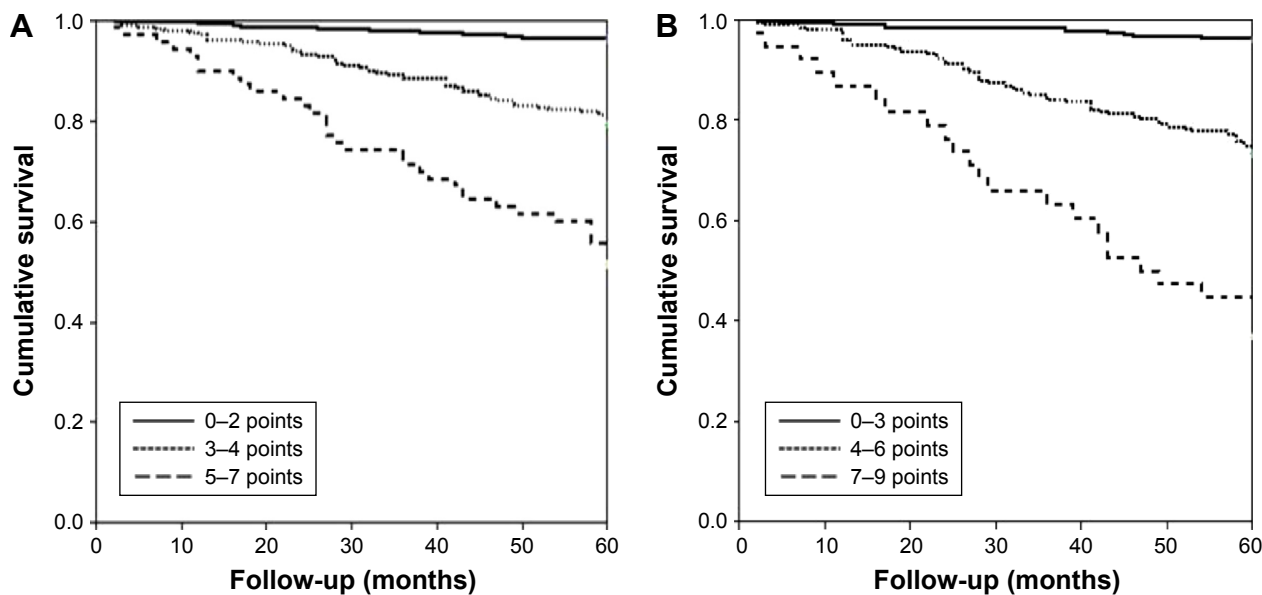 A
Cumulative survival
1.0
0.8
0.6
0.4
0.2
0.0
0–2 points
3–4 points
5–7 points
0 10 20 30 40 50 60
Follow-up (months)
B
Cumulative survival
1.0
0.8
0.6
0.4
0.2
0.0
0–3 points
4–6 points
7–9 points
0 10 20 30 40 50 60
Follow-up (months)